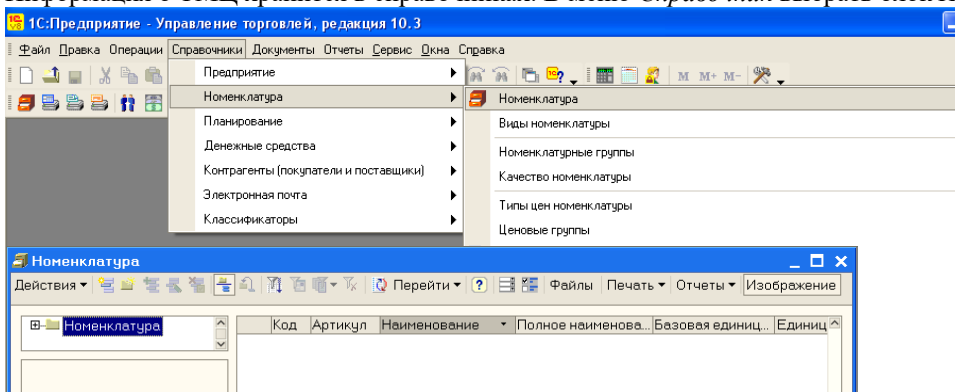 1С:Предприятие - Управление торговлей, редакция 10.3
Файл Правка Операции Справочники Документы Отчеты Сервис Окна Справка
M M+ M-
Предприятие
Номенклатура
Планирование
Денежные средства
Контрагенты (покупатели и поставщики)
Электронная почта
Классификаторы
Номенклатура
Виды номенклатуры
Номенклатурные группы
Качество номенклатуры
Типы цен номенклатуры
Ценовые группы
Номенклатура
Действия Перейти Файлы Печать Отчеты Изображение
Номенклатура
Код Артикул Наименование Полное наименова... Базовая единиц... Единиц